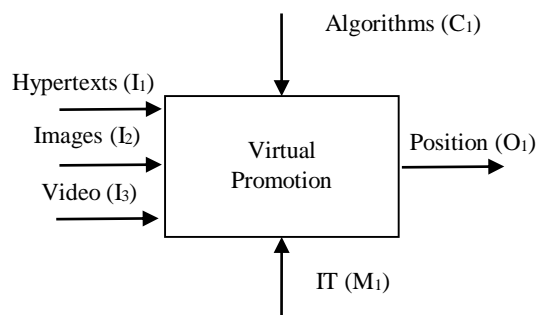 Algorithms (C₁)
Hypertexts (I₁)
Images (I₂)
Video (I₃)
Virtual
Promotion
Position (O₁)
IT (M₁)